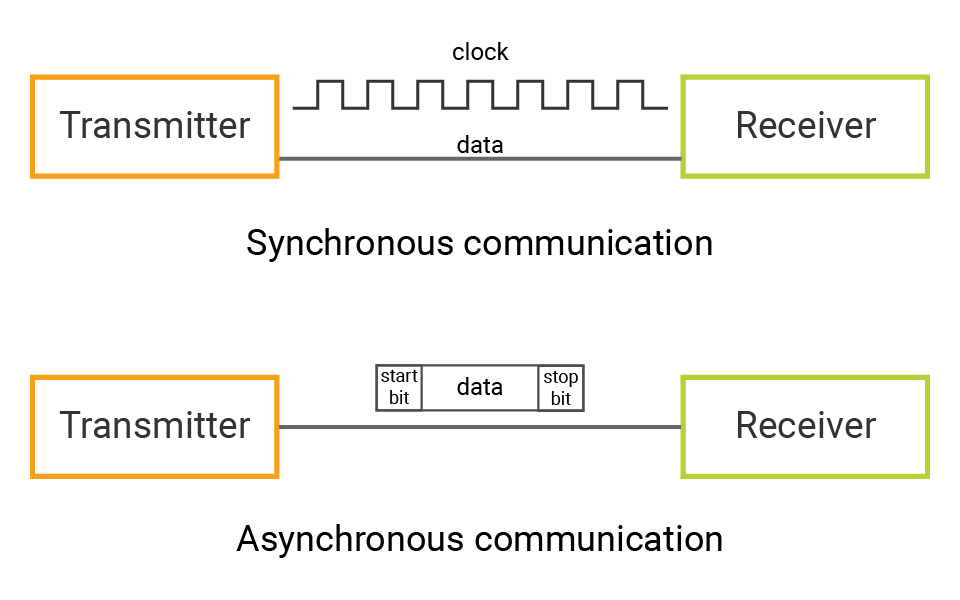 clock
Transmitter
Receiver
data
Synchronous communication
Transmitter
start
bit
data
stop
bit
Receiver
Asynchronous communication